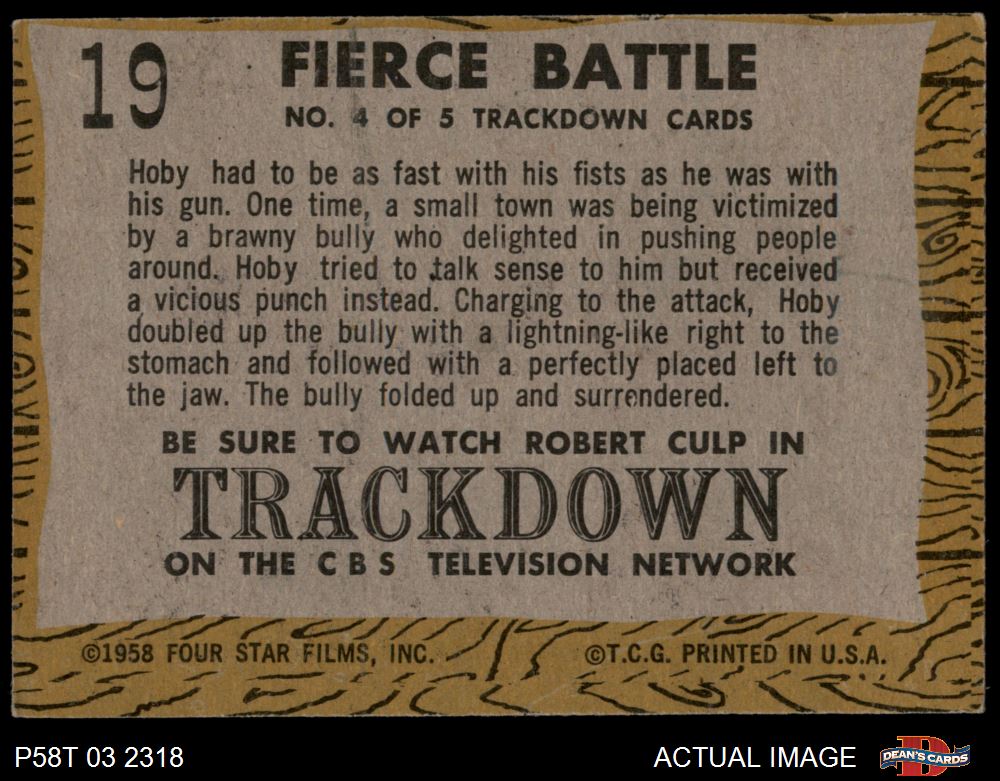 19
FIERCE BATTLE
NO. 4 OF 5 TRACKDOWN CARDS
Hoby had to be as fast with his fists as he was with
his gun. One time, a small town was being victimized
by a brawny bully who delighted in pushing people
around. Hoby tried to talk sense to him but received
a vicious punch instead. Charging to the attack, Hoby
doubled up the bully with a lightning-like right to the
stomach and followed with a perfectly placed left to
the jaw. The bully folded up and surrendered.
BE SURE TO WATCH ROBERT CULP IN
TRACKDOWN
ON THE CBS TELEVISION NETWORK
©1958 FOUR STAR FILMS, INC. ©T.C.G. PRINTED IN U.S.A.
P58T 03 2318 ACTUAL IMAGE DEAN'S CARDS